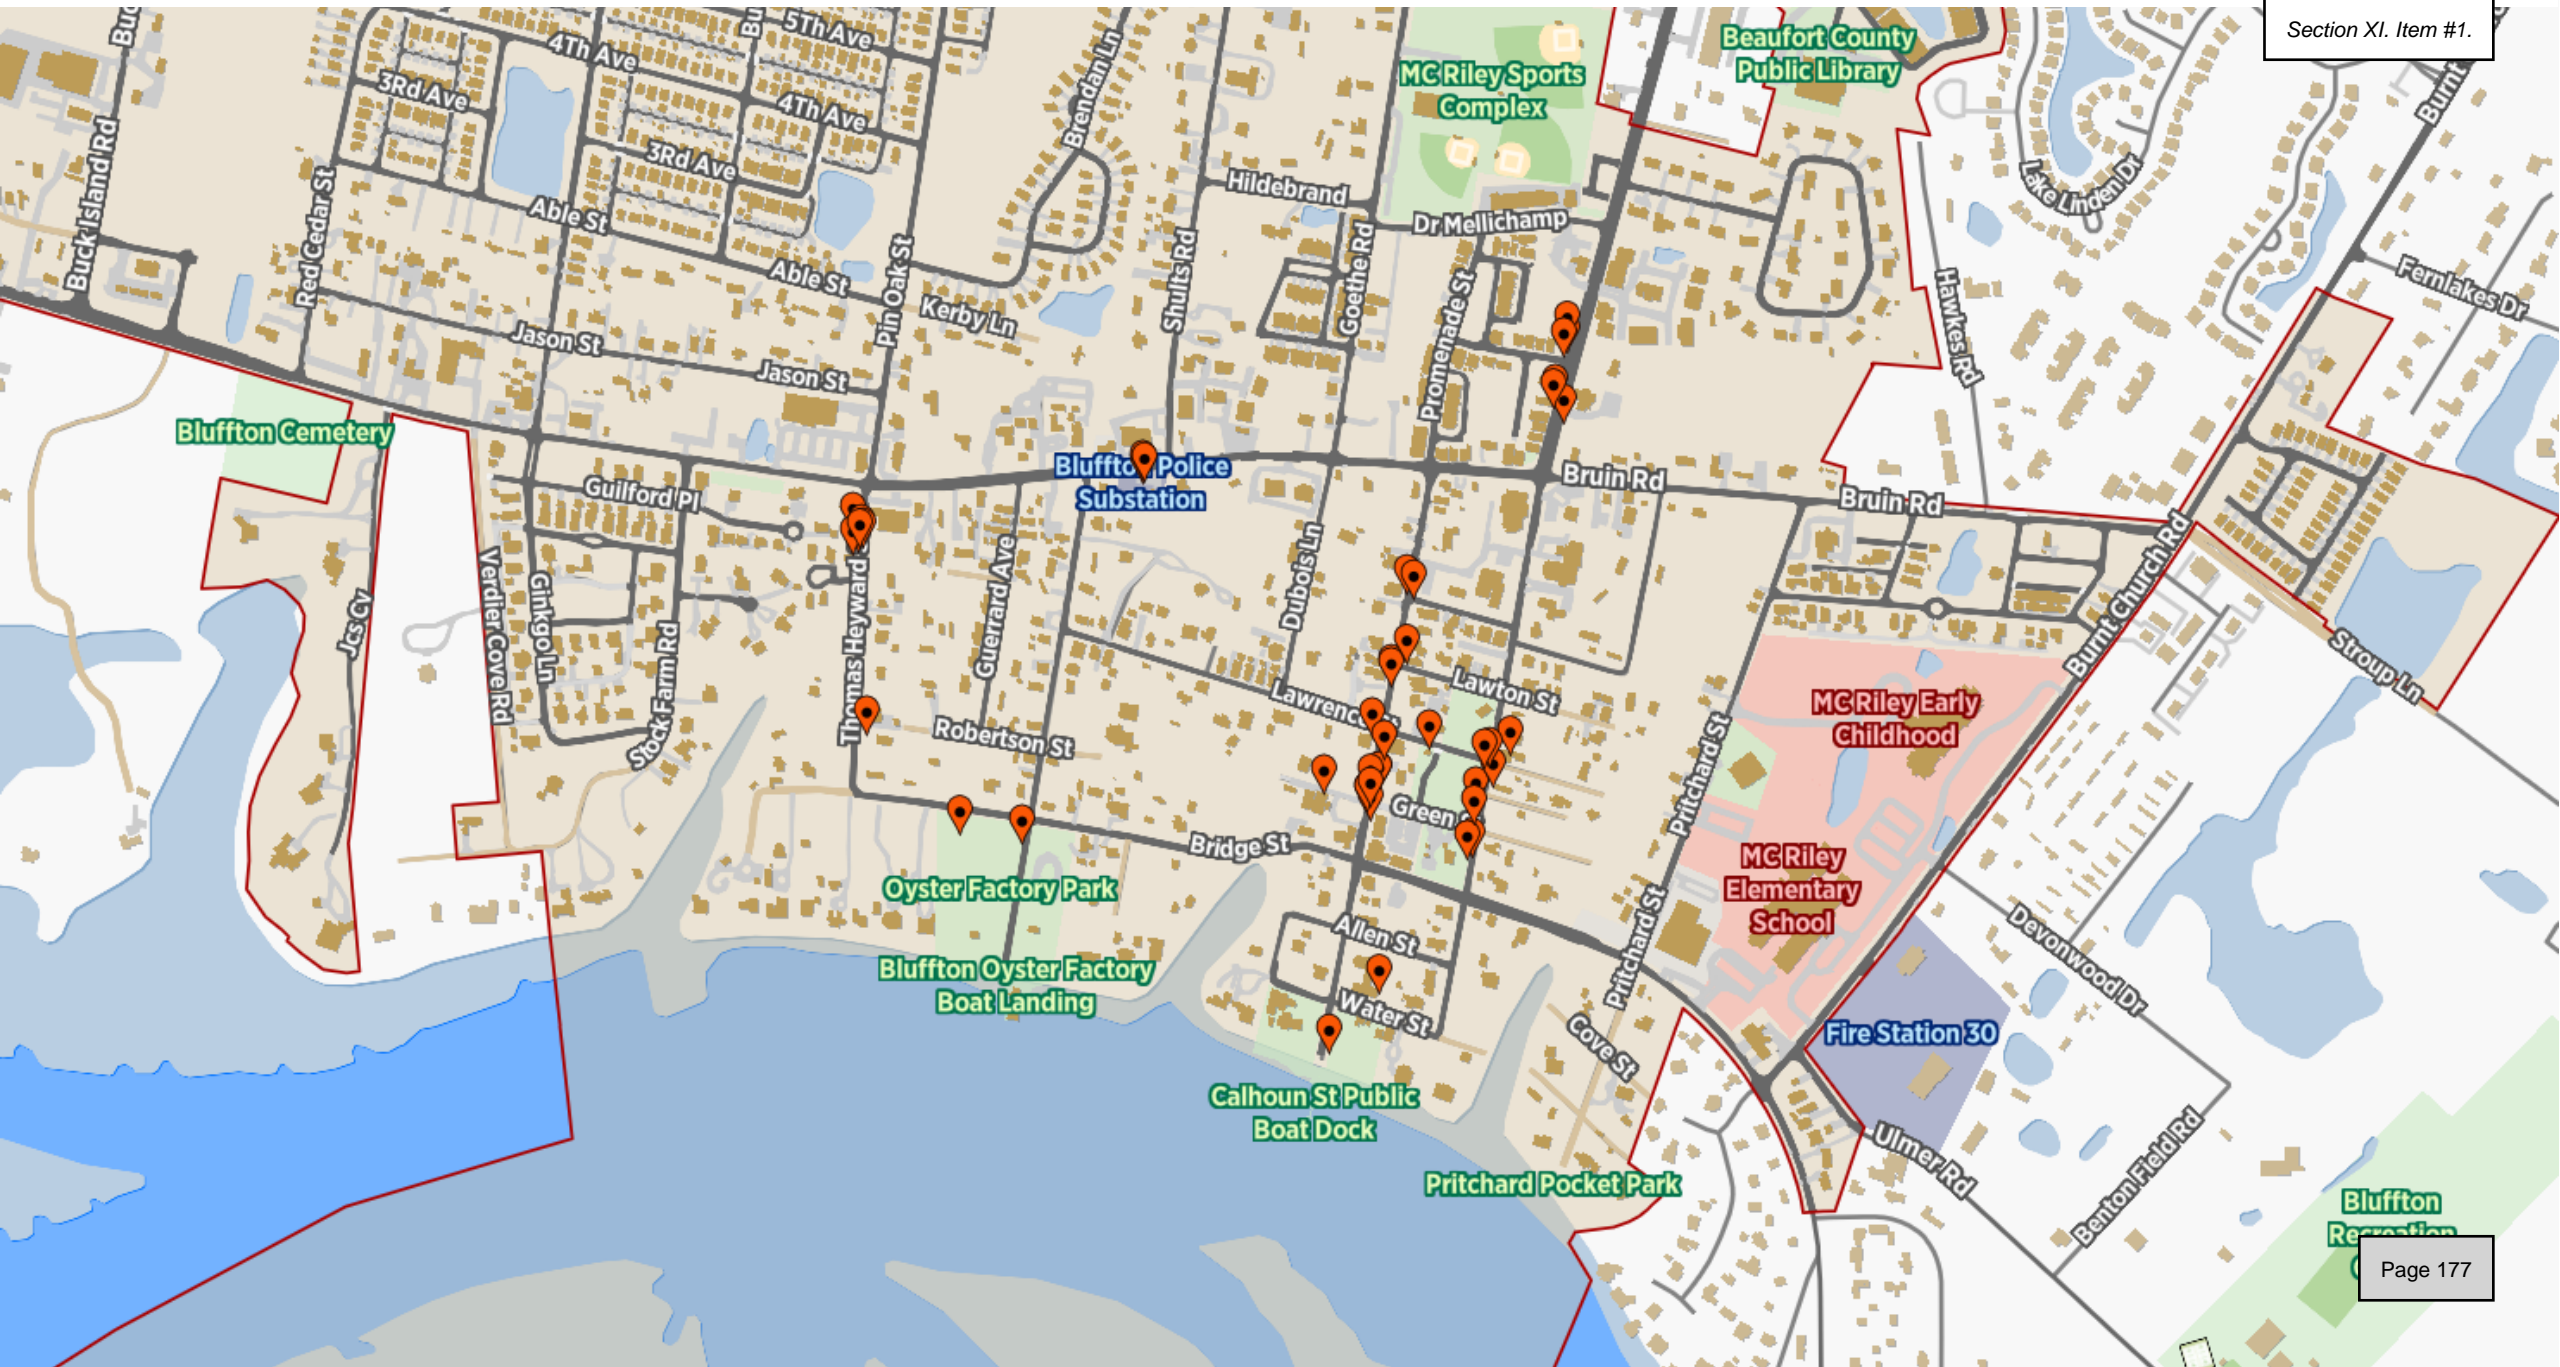 Section XI. Item #1.
Buc
Bu
5Th Ave
4Th Ave
3Rd Ave
4Th Ave
3Rd Ave
Brendan Ln
MC Riley Sports
Complex
Beaufort County
Public Library
Burnt
Buck Island Rd
Red Cedar St
Able St
Able St
Pin Oak St
Kerby Ln
Shults Rd
Hildebrand
Dr Mellichamp
Goethe Rd
Promenade St
Lake Linden Dr
Hawkes Rd
Fernlakes Dr
Jason St
Jason St
Bluffton Cemetery
Guilford Pl
Bluffto Police
Substation
Bruin Rd
Bruin Rd
Jcs Cv
Verdier Cove Rd
Ginkgo Ln
Stock Farm Rd
Thomas Heyward
Guerrard Ave
Dubois Ln
Robertson St
Lawrenc
Lawton St
Burnt Church Rd
Stroup Ln
MC Riley Early
Childhood
Pritchard St
Green
Bridge St
MC Riley
Elementary
School
Oyster Factory Park
Allen St
Pritchard St
Devonwood Dr
Bluffton Oyster Factory
Boat Landing
Water St
Cove St
Fire Station 30
Calhoun St Public
Boat Dock
Ulmer Rd
Benton Field Rd
Pritchard Pocket Park
Bluffton
Recreation
Page 177